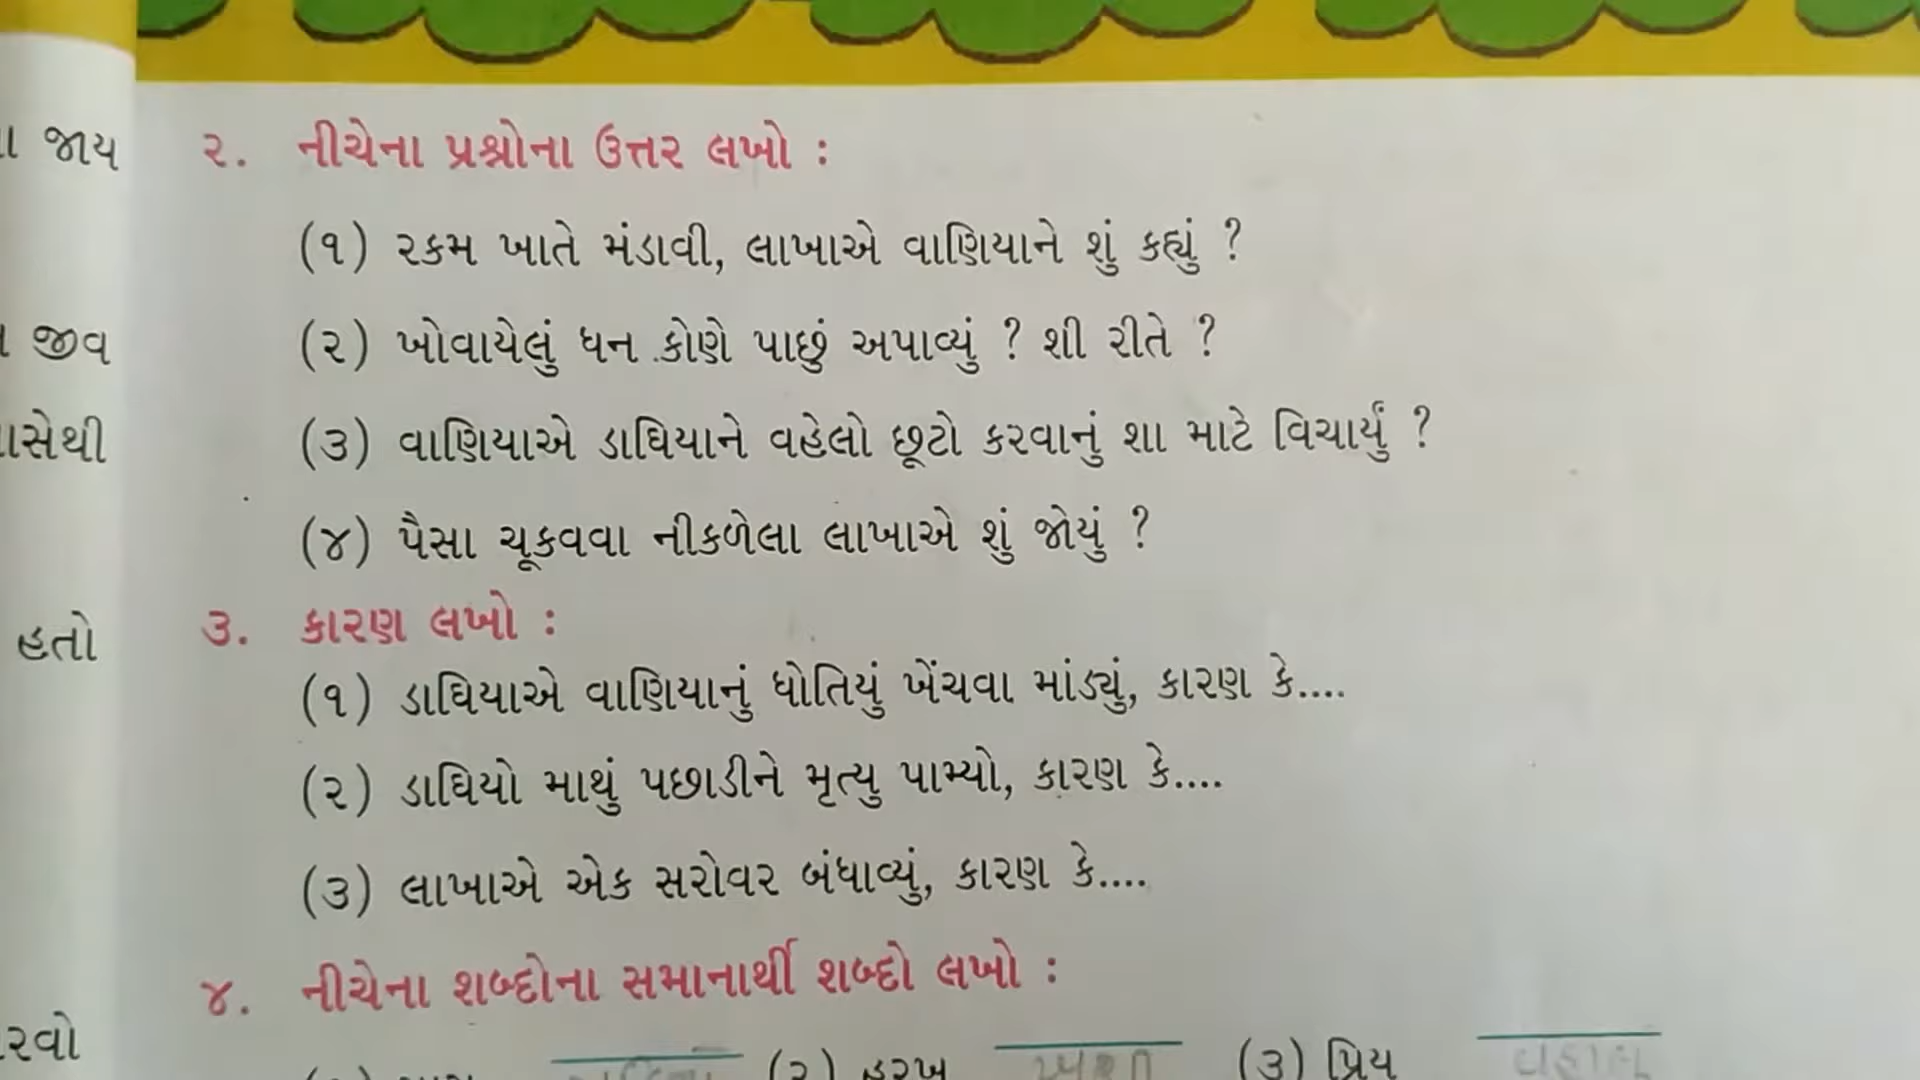 જાય
૨. નીચેના પ્રશ્નોના ઉત્તર લખો :
(૧) રકમ ખાતે મંડાવી, લાખાએ વાણિયાને શું કહ્યું ?
જીવ
(૨) ખોવાયેલું ધન કોણે પાછું અપાવ્યું ? શી રીતે ?
(૩) વાણિયાએ ડાઘિયાને વહેલો છૂટો કરવાનું શા માટે વિચાર્યું ?
(૪) પૈસા ચૂકવવા નીકળેલા લાખાએ શું જોયું ?
હતો
૩. કારણ લખો :
(૧) ડાઘિયાએ વાણિયાનું ધોતિયું ખેંચવા માંડ્યું, કારણ કે....
(૨) ડાઘિયો માથું પછાડીને મૃત્યુ પામ્યો, કારણ કે....
(૩) લાખાએ એક સરોવર બંધાવ્યું, કારણ કે....
૪. નીચેના શબ્દોના સમાનાર્થી શબ્દો લખો :
(૨) હરખ (૩) પ્રિય